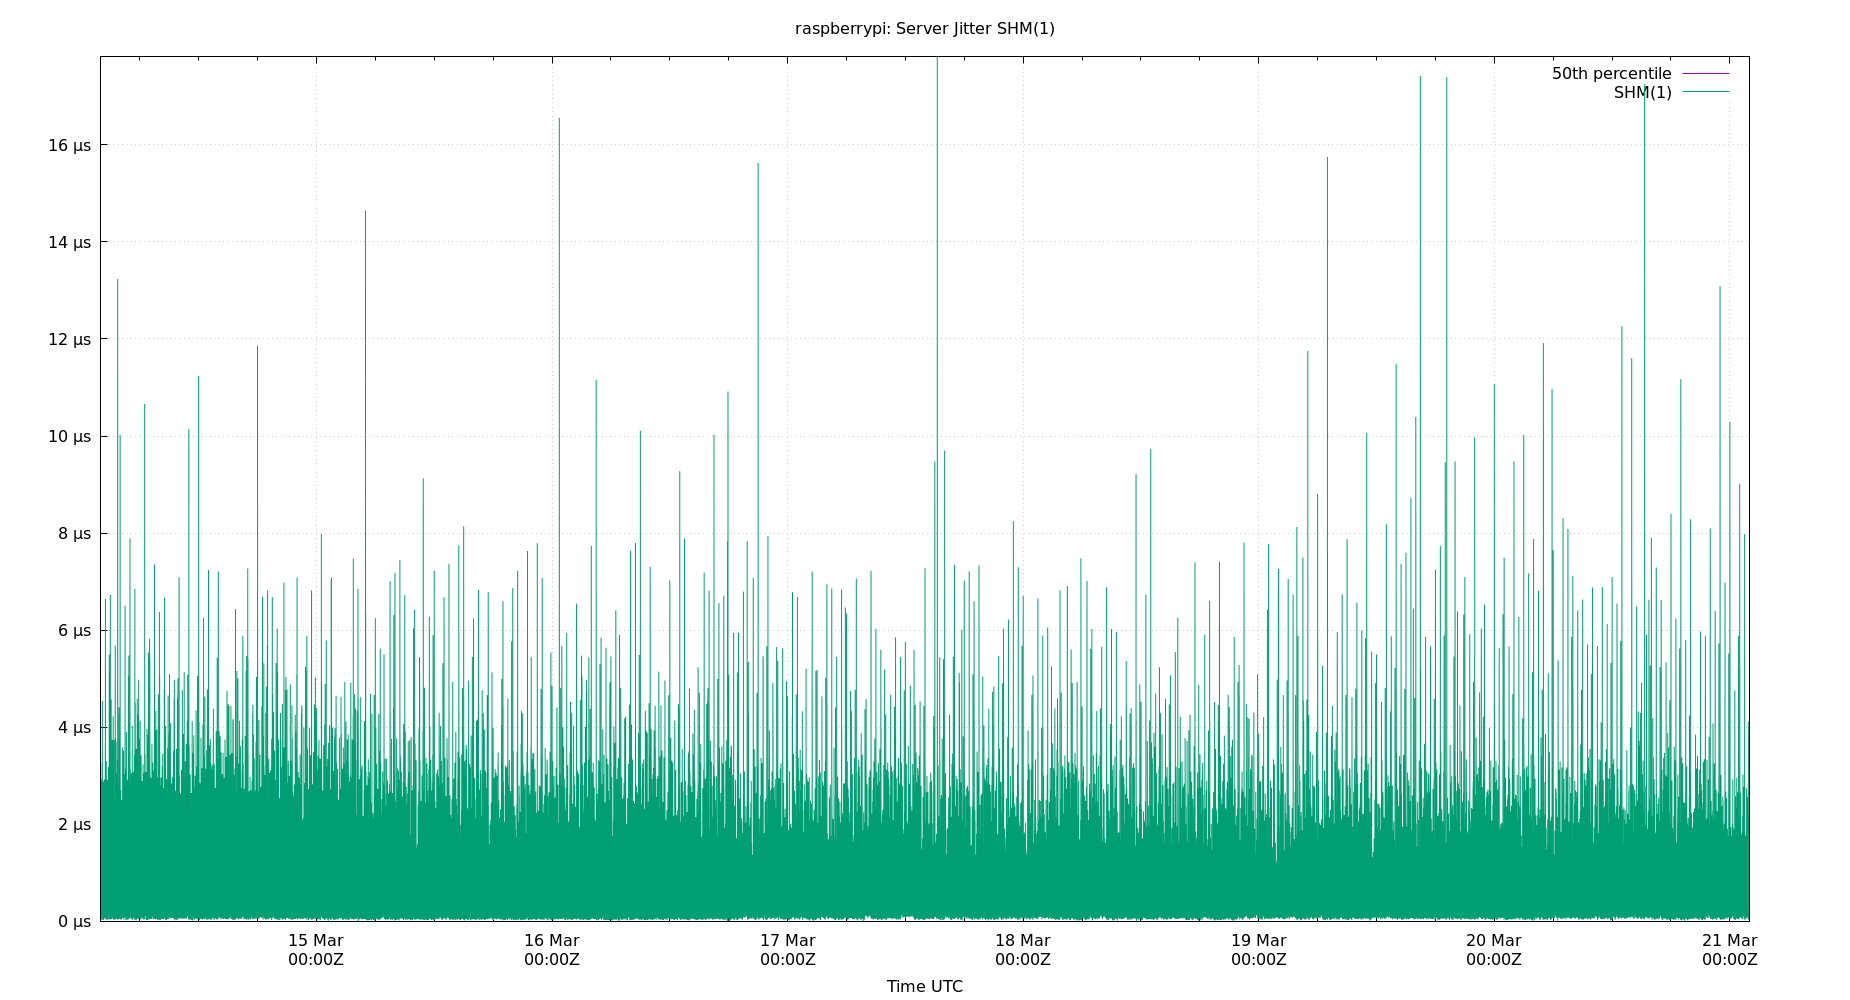 raspberrypi: Server Jitter SHM(1)
50th percentile
SHM(1)
16 µs
14 µs
12 µs
10 µs
8 µs
6 µs
4 µs
2 µs
0 µs
15 Mar 16 Mar 17 Mar 18 Mar 19 Mar 20 Mar 21 Mar
00:00Z 00:00Z 00:00Z 00:00Z 00:00Z 00:00Z 00:00Z
Time UTC